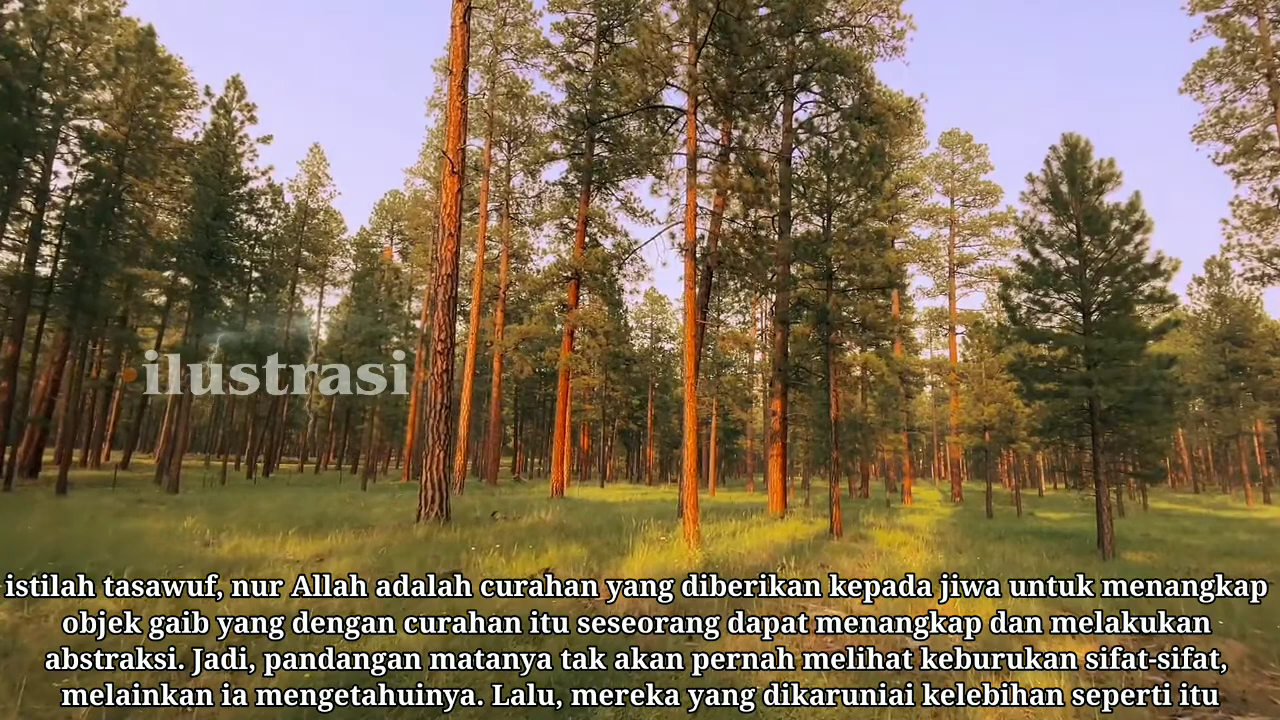 ilustrasi
istilah tasawuf, nur Allah adalah curahan yang diberikan kepada jiwa untuk menangkap
objek gaib yang dengan curahan itu seseorang dapat menangkap dan melakukan
abstraksi. Jadi, pandangan matanya tak akan pernah melihat keburukan sifat-sifat,
melainkan ia mengetahuinya. Lalu, mereka yang dikaruniai kelebihan seperti itu